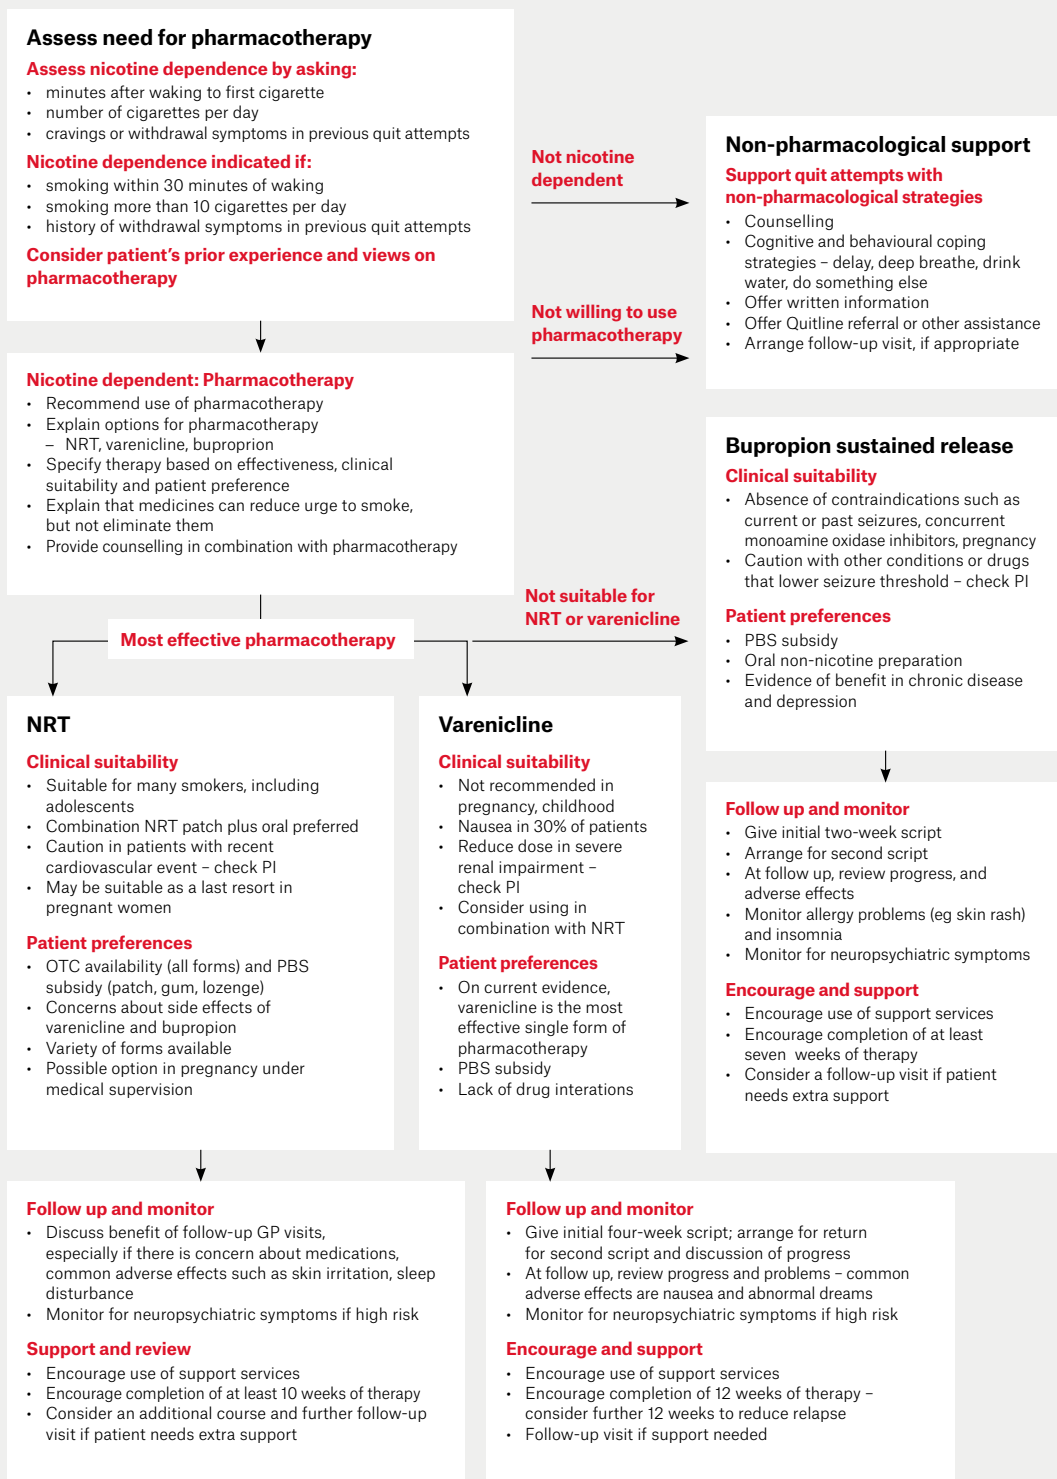 Assess need for pharmacotherapy
Assess nicotine dependence by asking:
• minutes after waking to first cigarette
• number of cigarettes per day
• cravings or withdrawal symptoms in previous quit attempts
Nicotine dependence indicated if:
• smoking within 30 minutes of waking
• smoking more than 10 cigarettes per day
• history of withdrawal symptoms in previous quit attempts
Consider patient's prior experience and views on
pharmacotherapy
Not nicotine
dependent
Not willing to use
pharmacotherapy
Non-pharmacological support
Support quit attempts with
non-pharmacological strategies
• Counselling
• Cognitive and behavioural coping
strategies – delay, deep breathe, drink
water, do something else
• Offer written information
• Offer Quitline referral or other assistance
• Arrange follow-up visit, if appropriate
Nicotine dependent: Pharmacotherapy
• Recommend use of pharmacotherapy
• Explain options for pharmacotherapy
– NRT, varenicline, buproprion
• Specify therapy based on effectiveness, clinical
suitability and patient preference
• Explain that medicines can reduce urge to smoke,
but not eliminate them
• Provide counselling in combination with pharmacotherapy
Most effective pharmacotherapy
Not suitable for
NRT or varenicline
Bupropion sustained release
Clinical suitability
• Absence of contraindications such as
current or past seizures, concurrent
monoamine oxidase inhibitors, pregnancy
• Caution with other conditions or drugs
that lower seizure threshold – check PI
Patient preferences
• PBS subsidy
• Oral non-nicotine preparation
• Evidence of benefit in chronic disease
and depression
NRT
Clinical suitability
• Suitable for many smokers, including
adolescents
• Combination NRT patch plus oral preferred
• Caution in patients with recent
cardiovascular event – check PI
• May be suitable as a last resort in
pregnant women
Patient preferences
• OTC availability (all forms) and PBS
subsidy (patch, gum, lozenge)
• Concerns about side effects of
varenicline and bupropion
• Variety of forms available
• Possible option in pregnancy under
medical supervision
Varenicline
Clinical suitability
• Not recommended in
pregnancy, childhood
• Nausea in 30% of patients
• Reduce dose in severe
renal impairment –
check PI
• Consider using in
combination with NRT
Patient preferences
• On current evidence,
varenicline is the most
effective single form of
pharmacotherapy
• PBS subsidy
• Lack of drug interations
Follow up and monitor
• Give initial two-week script
• Arrange for second script
• At follow up, review progress, and
adverse effects
• Monitor allergy problems (eg skin rash)
and insomnia
• Monitor for neuropsychiatric symptoms
Encourage and support
• Encourage use of support services
• Encourage completion of at least
seven weeks of therapy
• Consider a follow-up visit if patient
needs extra support
Follow up and monitor
• Discuss benefit of follow-up GP visits,
especially if there is concern about medications,
common adverse effects such as skin irritation, sleep
disturbance
• Monitor for neuropsychiatric symptoms if high risk
Support and review
• Encourage use of support services
• Encourage completion of at least 10 weeks of therapy
• Consider an additional course and further follow-up
visit if patient needs extra support
Follow up and monitor
• Give initial four-week script; arrange for return
for second script and discussion of progress
• At follow up, review progress and problems – common
adverse effects are nausea and abnormal dreams
• Monitor for neuropsychiatric symptoms if high risk
Encourage and support
• Encourage use of support services
• Encourage completion of 12 weeks of therapy –
consider further 12 weeks to reduce relapse
• Follow-up visit if support needed